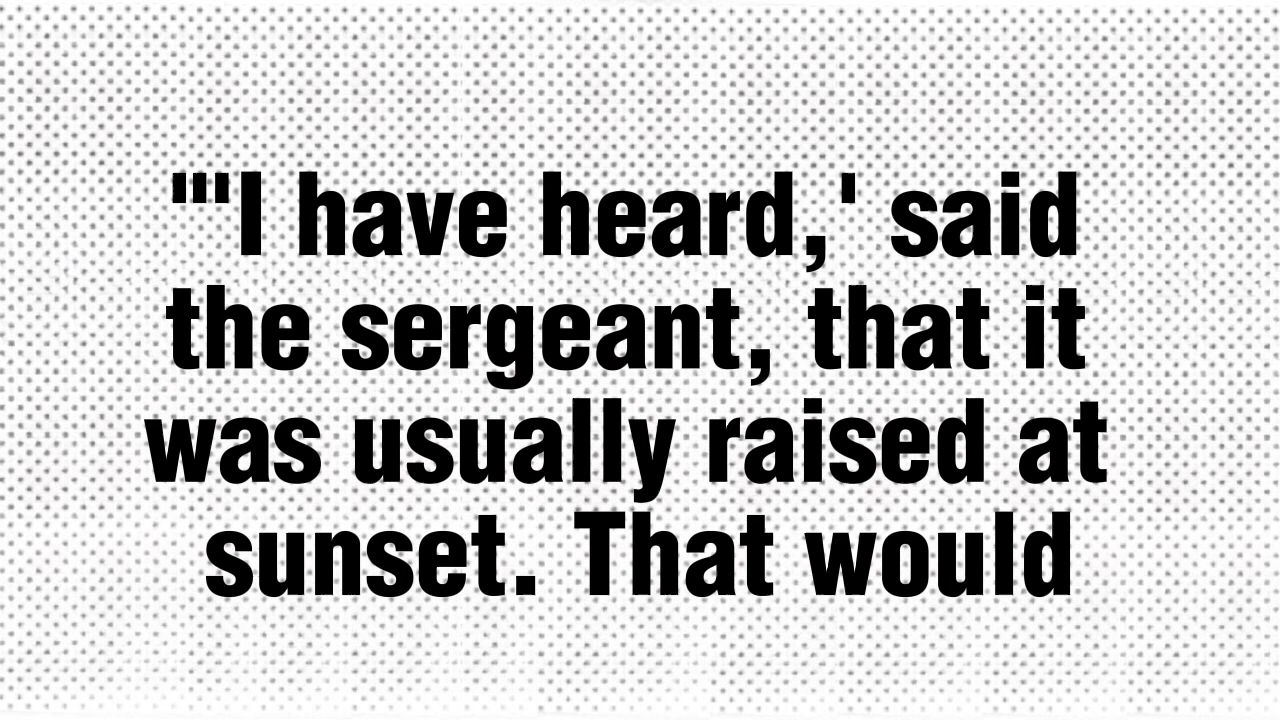 "'I have heard,' said
the sergeant, that it
was usually raised at
sunset. That would